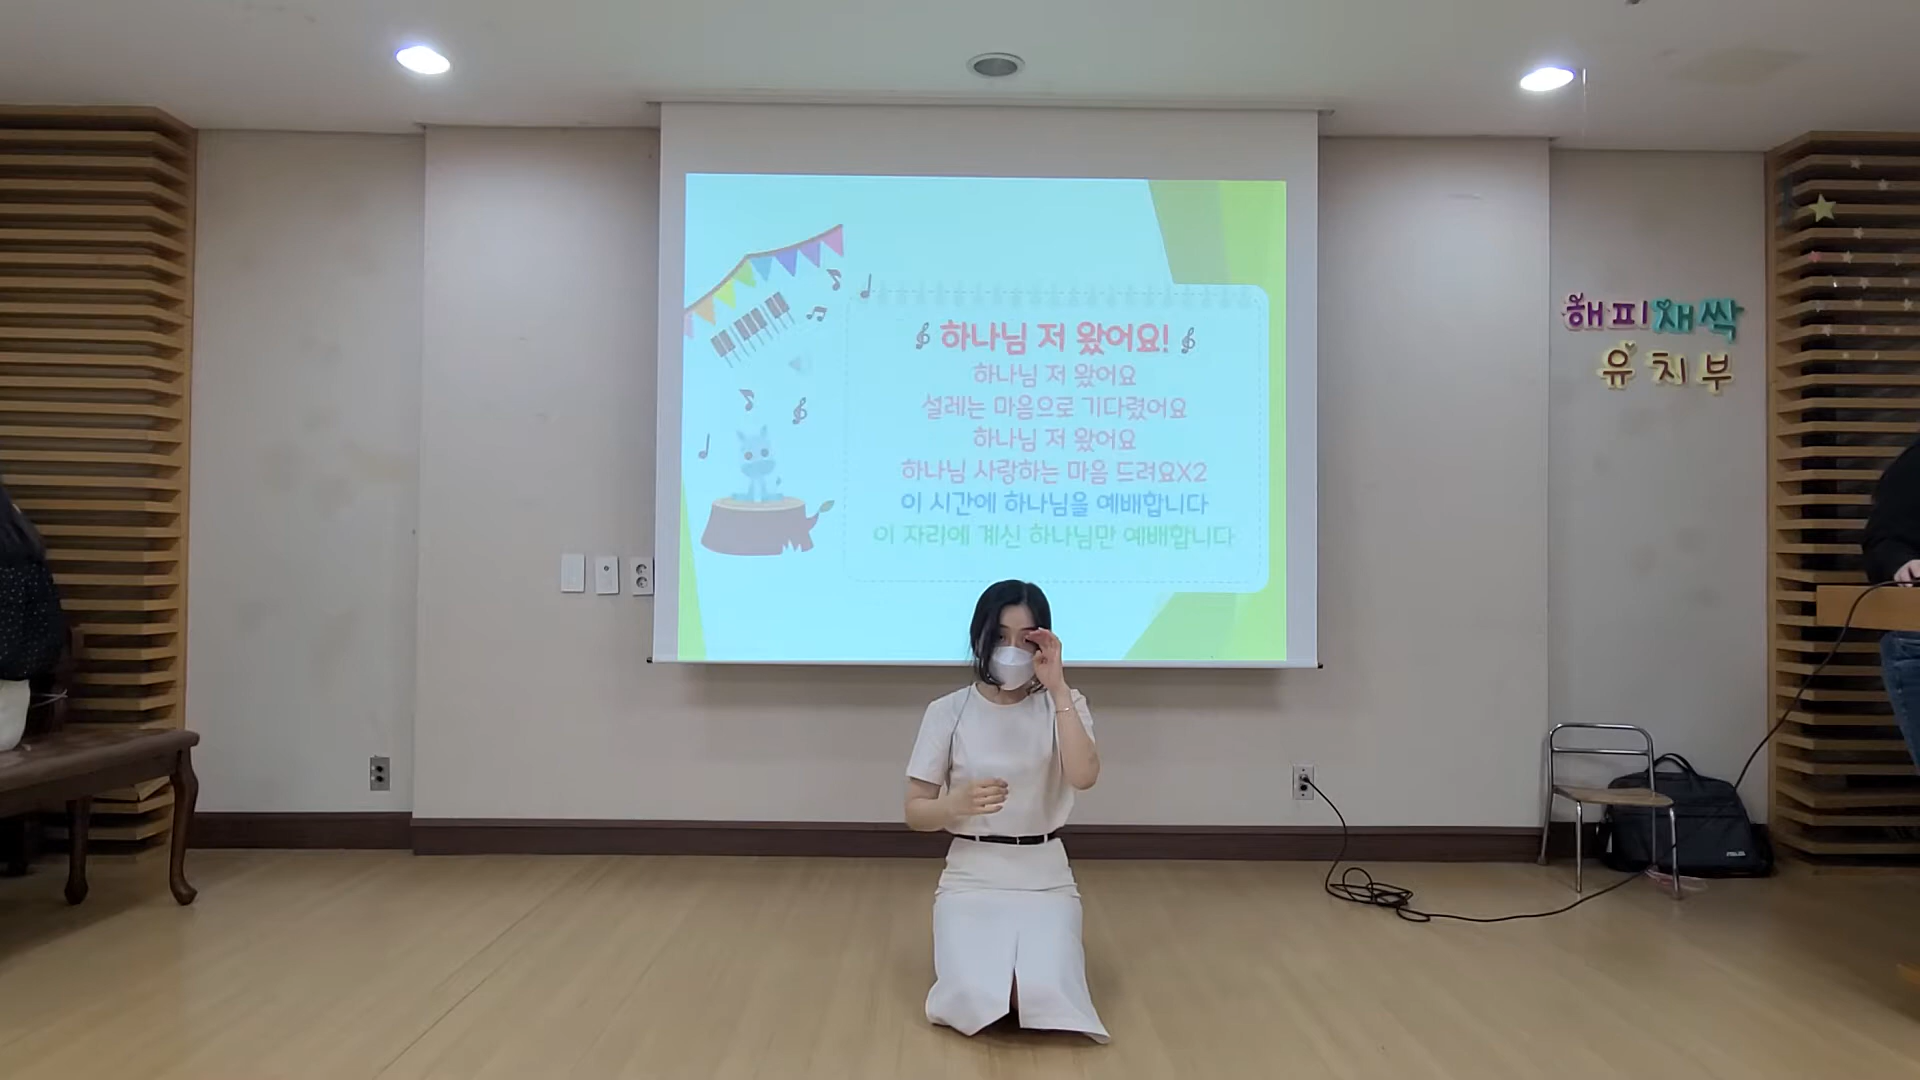 하나님 저 왔어요!
하나님 저 왔어요
설레는 마음으로 기다렸어요
하나님 저 왔어요
하나님 사랑하는 마음 드려요X2
이 시간에 하나님을 예배합니다
이 자리에 계신 하나님만 예배합니다
해피새싹
유치부
ASUS